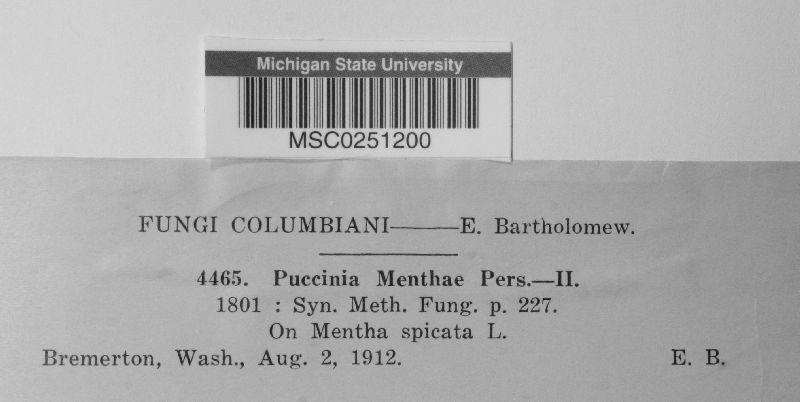 Michigan State University
MSC0251200
FUNGI COLUMBIANI——E. Bartholomew.
4465. Puccinia Menthae Pers.—II.
1801 : Syn. Meth. Fung. p. 227.
On Mentha spicata L.
Bremerton, Wash., Aug. 2, 1912. E. B.